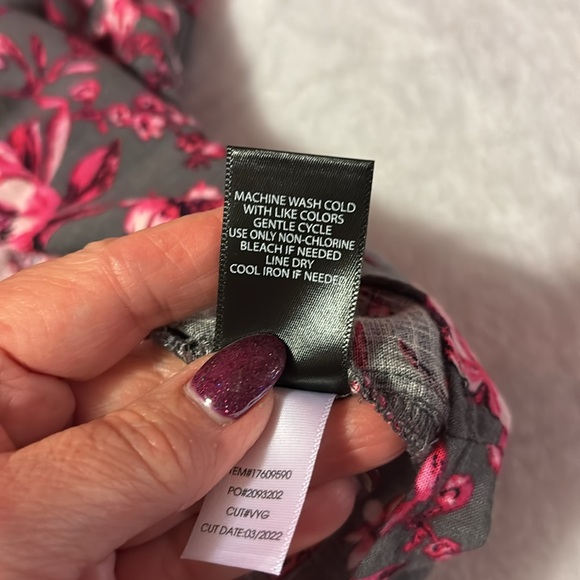 MACHINE WASH COLD
WITH LIKE COLORS
GENTLE CYCLE
USE ONLY NON-CHLORINE
BLEACH IF NEEDED
LINE DRY
COOL IRON IF NEEDED
ITEM#17609590
PO#2093202
CUT#VYG
CUT DATE:03/2022